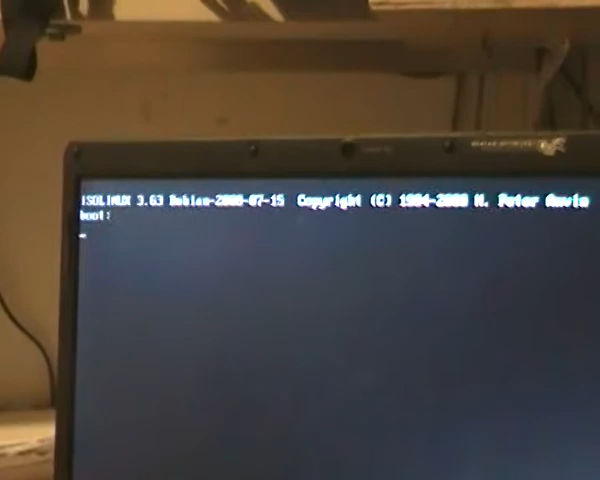 ISOLINUX 3.63 Debian-2008-07-15 Copyright (C) 1994-2008 H. Peter Anvin
boot: